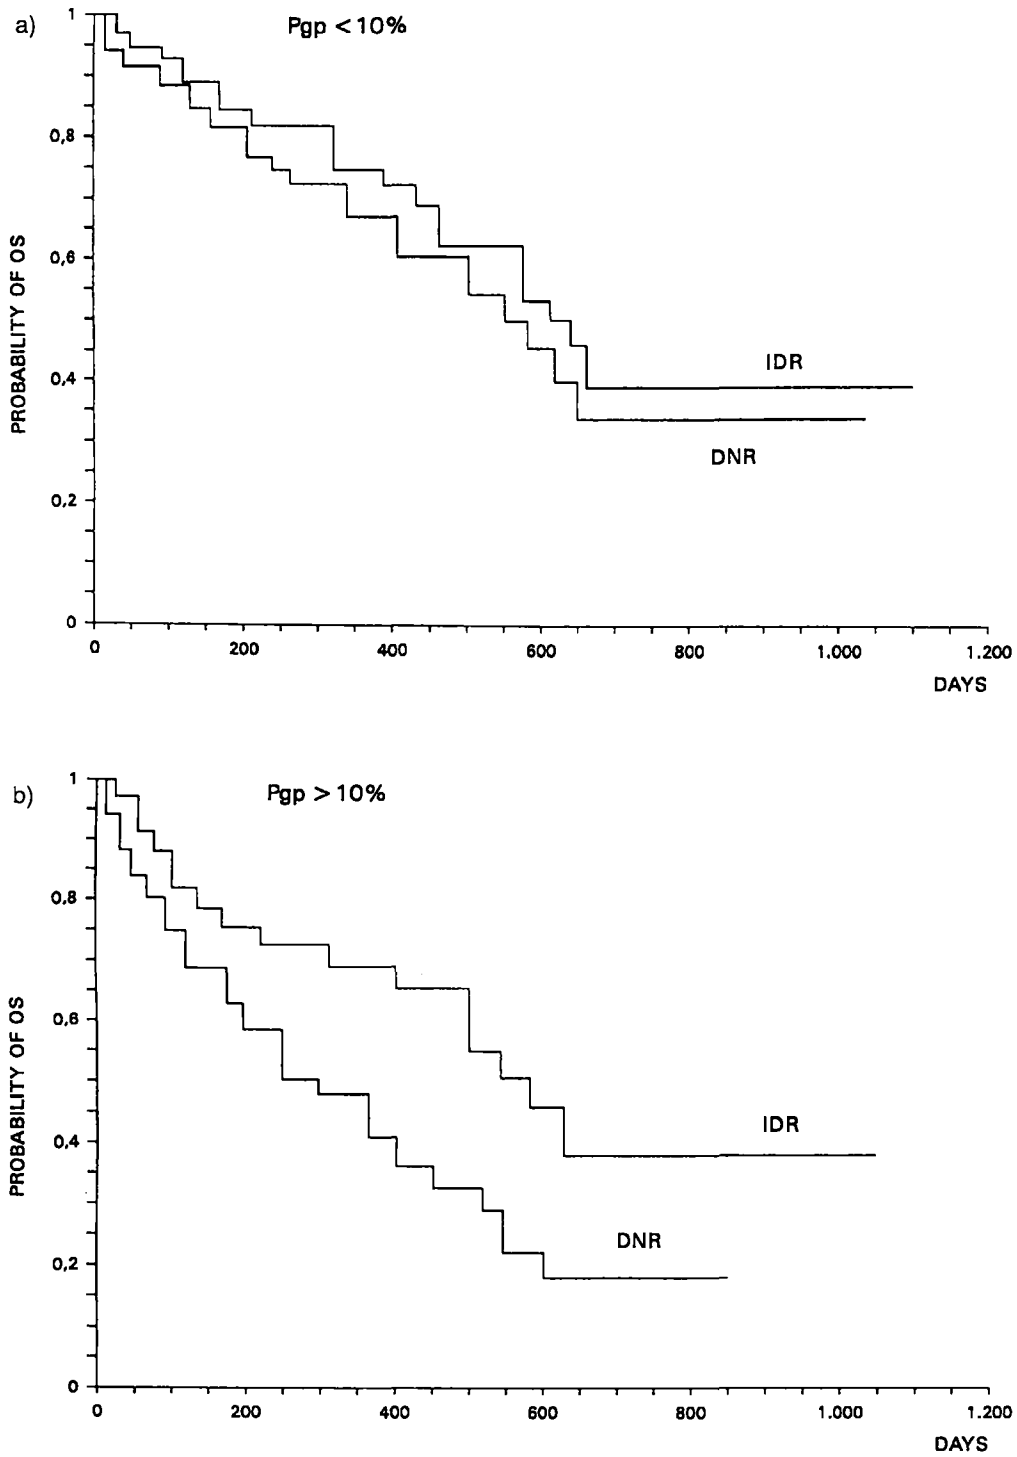 a)
Pgp < 10%
1
0,8
0,6
0,4
0,2
0
PROBABILITY OF OS
IDR
DNR
0 200 400 600 800 1.000 1.200
DAYS
b)
Pgp > 10%
1
0,8
0,6
0,4
0,2
0
PROBABILITY OF OS
IDR
DNR
0 200 400 600 800 1.000 1.200
DAYS